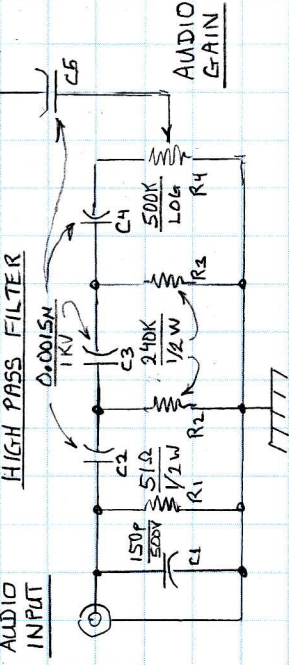 AUDIO
INPUT
HIGH PASS FILTER
0.0015M
1KV
C2
C3
C4
C5
150p
500V
C1
51Ω
1/2W
R1
240K
1/2W
R2
R3
500K
LOG
R4
AUDIO
GAIN